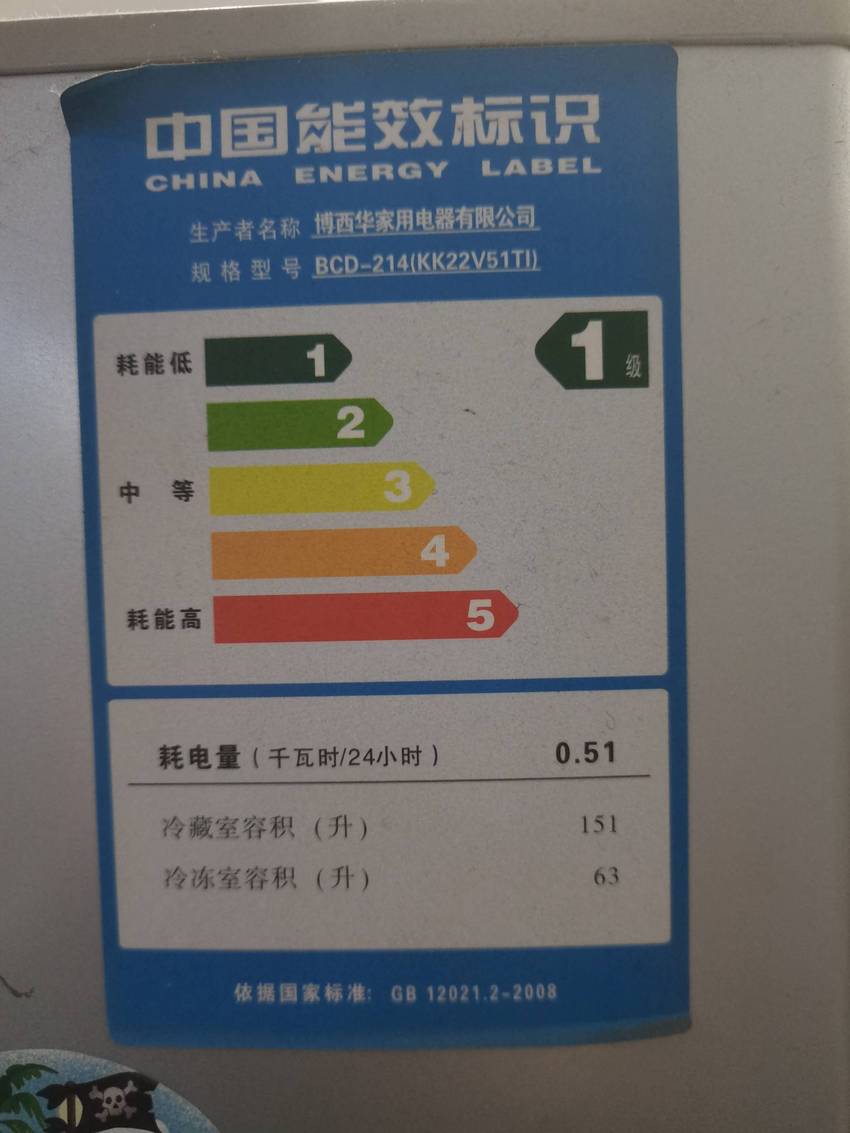 中国能效标识
CHINA ENERGY LABEL
生产者名称 博西华家用电器有限公司
规格型号 BCD-214(KK22V51TI)
耗能低 1 1级
2
中等 3
4
耗能高 5
耗电量(千瓦时/24小时) 0.51
冷藏室容积(升) 151
冷冻室容积(升) 63
依据国家标准: GB 12021.2-2008